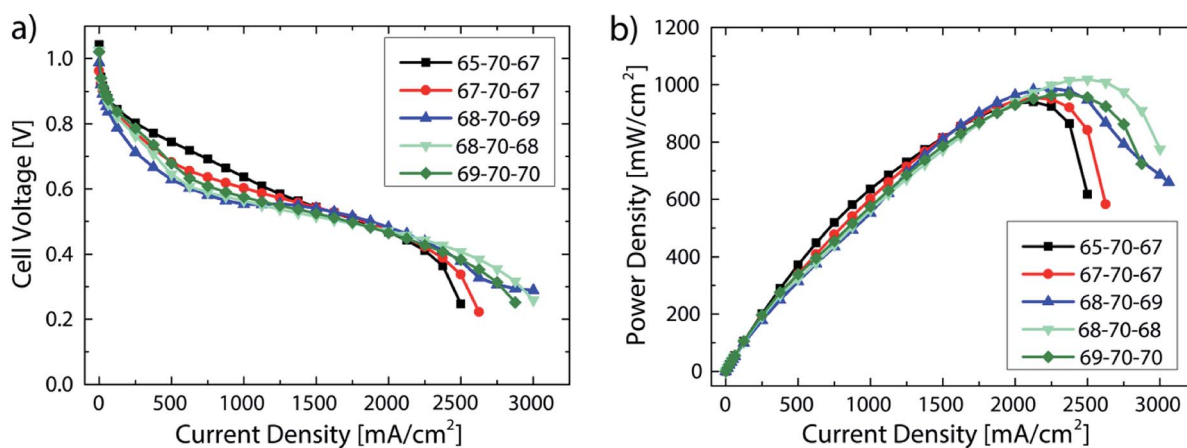 a)
Cell Voltage [V]
1.0
0.8
0.6
0.4
0.2
0.0
65-70-67
67-70-67
68-70-69
68-70-68
69-70-70
0 500 1000 1500 2000 2500 3000
Current Density [mA/cm²]
b)
Power Density [mW/cm²]
1200
1000
800
600
400
200
0
65-70-67
67-70-67
68-70-69
68-70-68
69-70-70
0 500 1000 1500 2000 2500 3000
Current Density [mA/cm²]